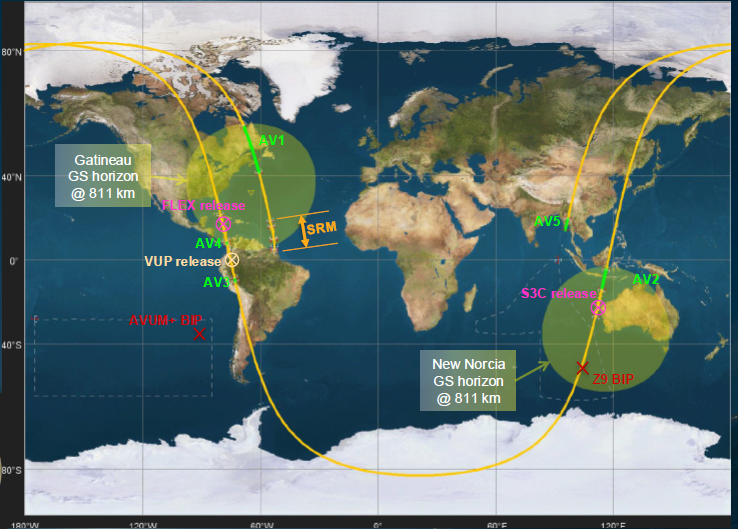 80°N
AV1
Gatineau
GS horizon
@ 811 km
40°N
FLEX release
SRM
AV5
AV4
VUP release
0°
AV3
S3C release
AV2
AVUM+ BIP
40°S
New Norcia
GS horizon
@ 811 km
Z9 BIP
80°S
180°W
120°W
60°W
0°
60°E
120°E